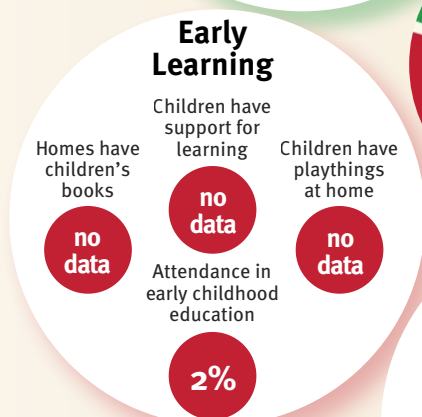 Early
Learning
Children have
support for
learning
no
data
Homes have
children's
books
no
data
Children have
playthings
at home
no
data
Attendance in
early childhood
education
2%